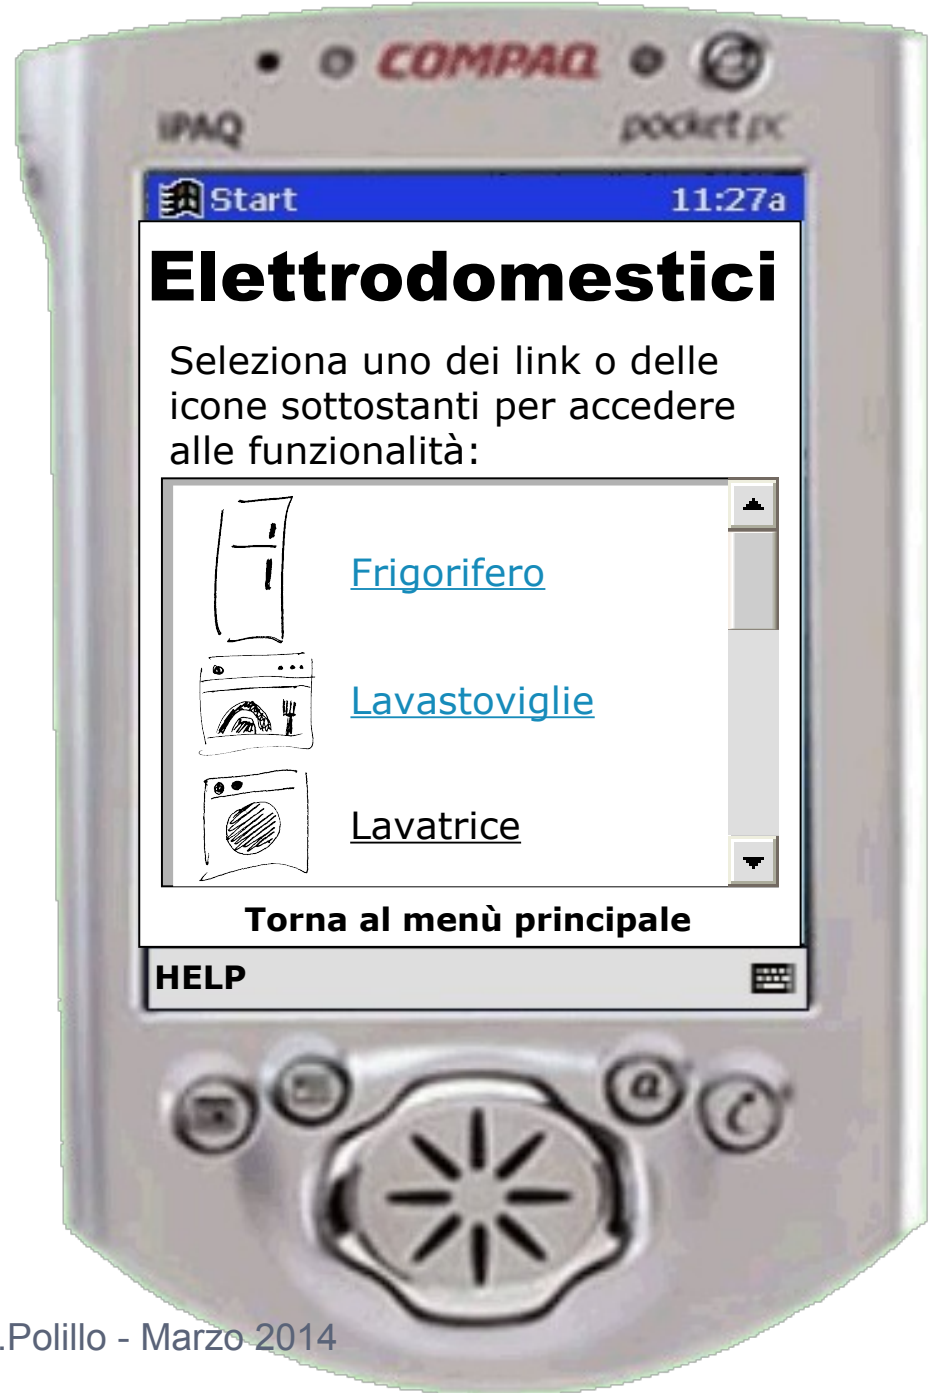 COMPAQ
iPAQ
pocket pc
Start
11:27a
Elettrodomestici
Seleziona uno dei link o delle
icone sottostanti per accedere
alle funzionalità:
Frigorifero
Lavastoviglie
Lavatrice
Torna al menù principale
HELP
.Polillo - Marzo 2014